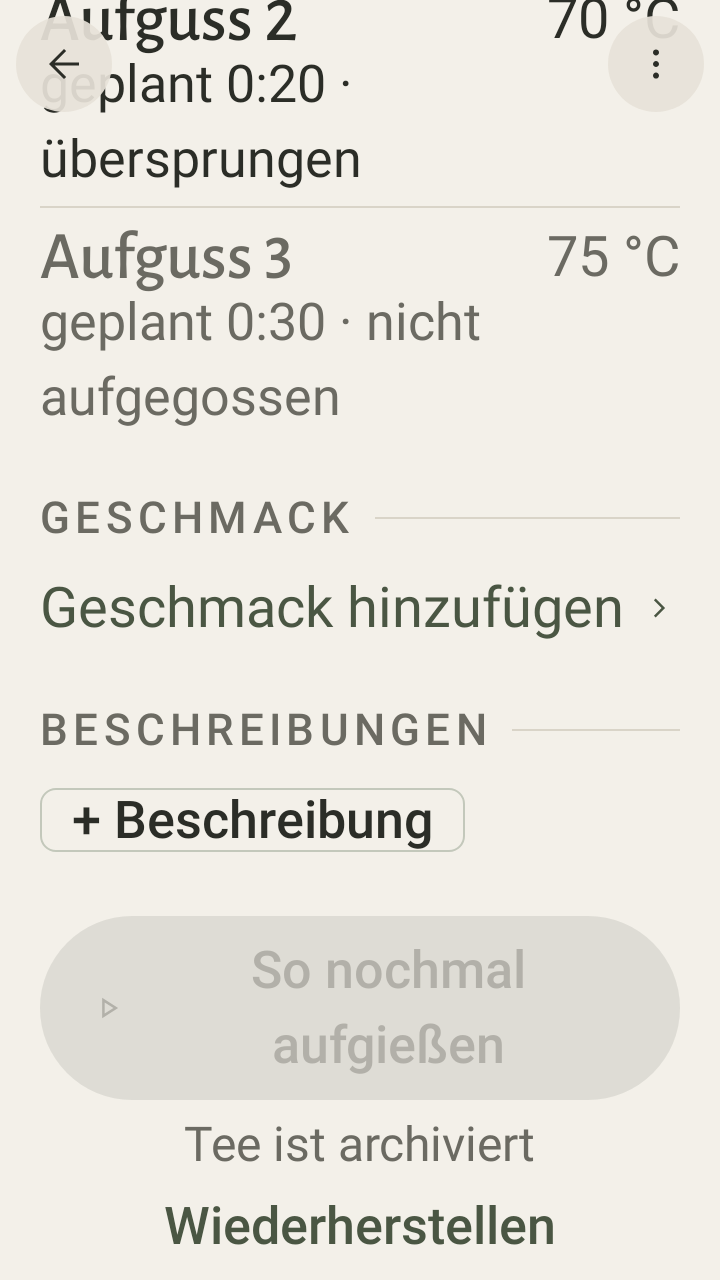 Aufguss 2 70 °C
geplant 0:20 ·
übersprungen
Aufguss 3 75 °C
geplant 0:30 · nicht
aufgegossen
GESCHMACK
Geschmack hinzufügen
BESCHREIBUNGEN
+ Beschreibung
So nochmal
aufgießen
Tee ist archiviert
Wiederherstellen